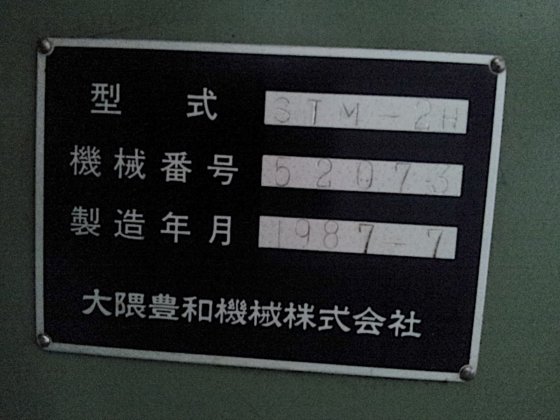 型式 STM-2H
機械番号 52073
製造年月 1987-7
大隈豊和機械株式会社